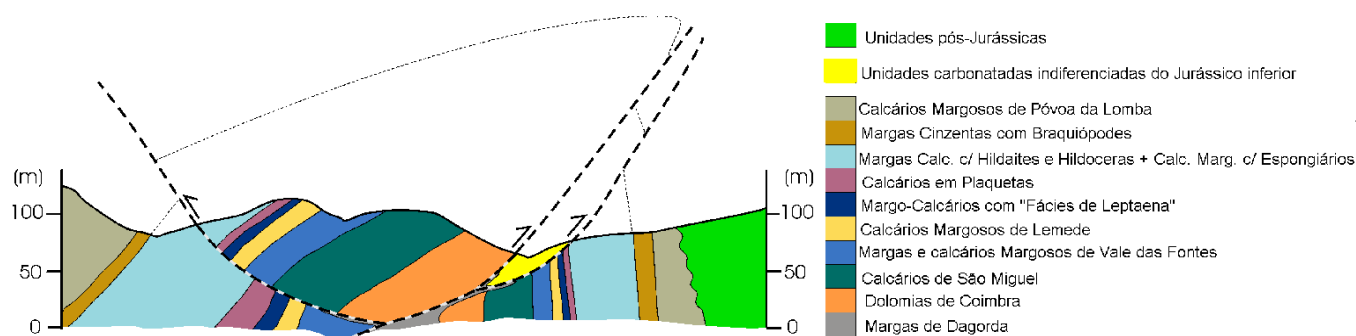 (m)
100
50
0
(m)
100
50
0
Unidades pós-Jurássicas
Unidades carbonatadas indiferenciadas do Jurássico inferior
Calcários Margosos de Póvoa da Lomba
Margas Cinzentas com Braquiópodes
Margas Calc. c/ Hildaites e Hildoceras + Calc. Marg. c/ Espongiários
Calcários em Plaquetas
Margo-Calcários com "Fácies de Leptaena"
Calcários Margosos de Lemede
Margas e calcários Margosos de Vale das Fontes
Calcários de São Miguel
Dolomias de Coimbra
Margas de Dagorda